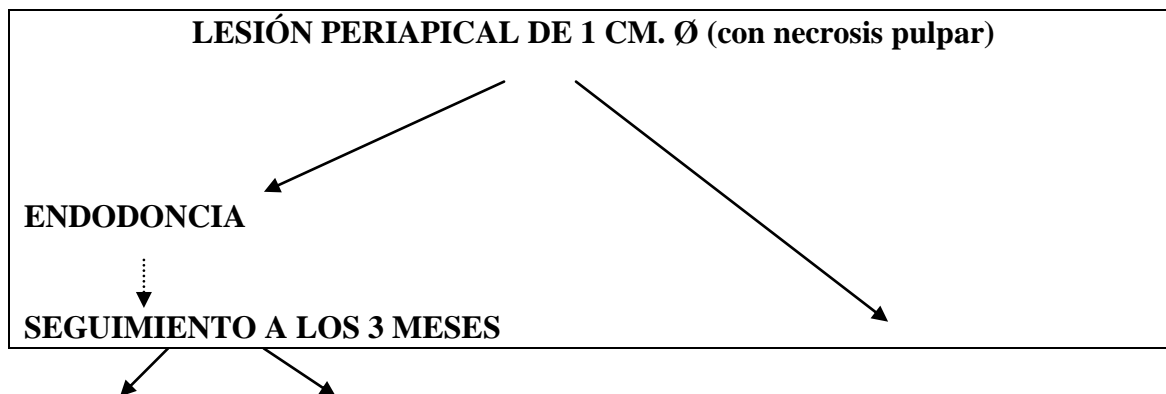 LESIÓN PERIAPICAL DE 1 CM. Ø (con necrosis pulpar)
ENDODONCIA
SEGUIMIENTO A LOS 3 MESES